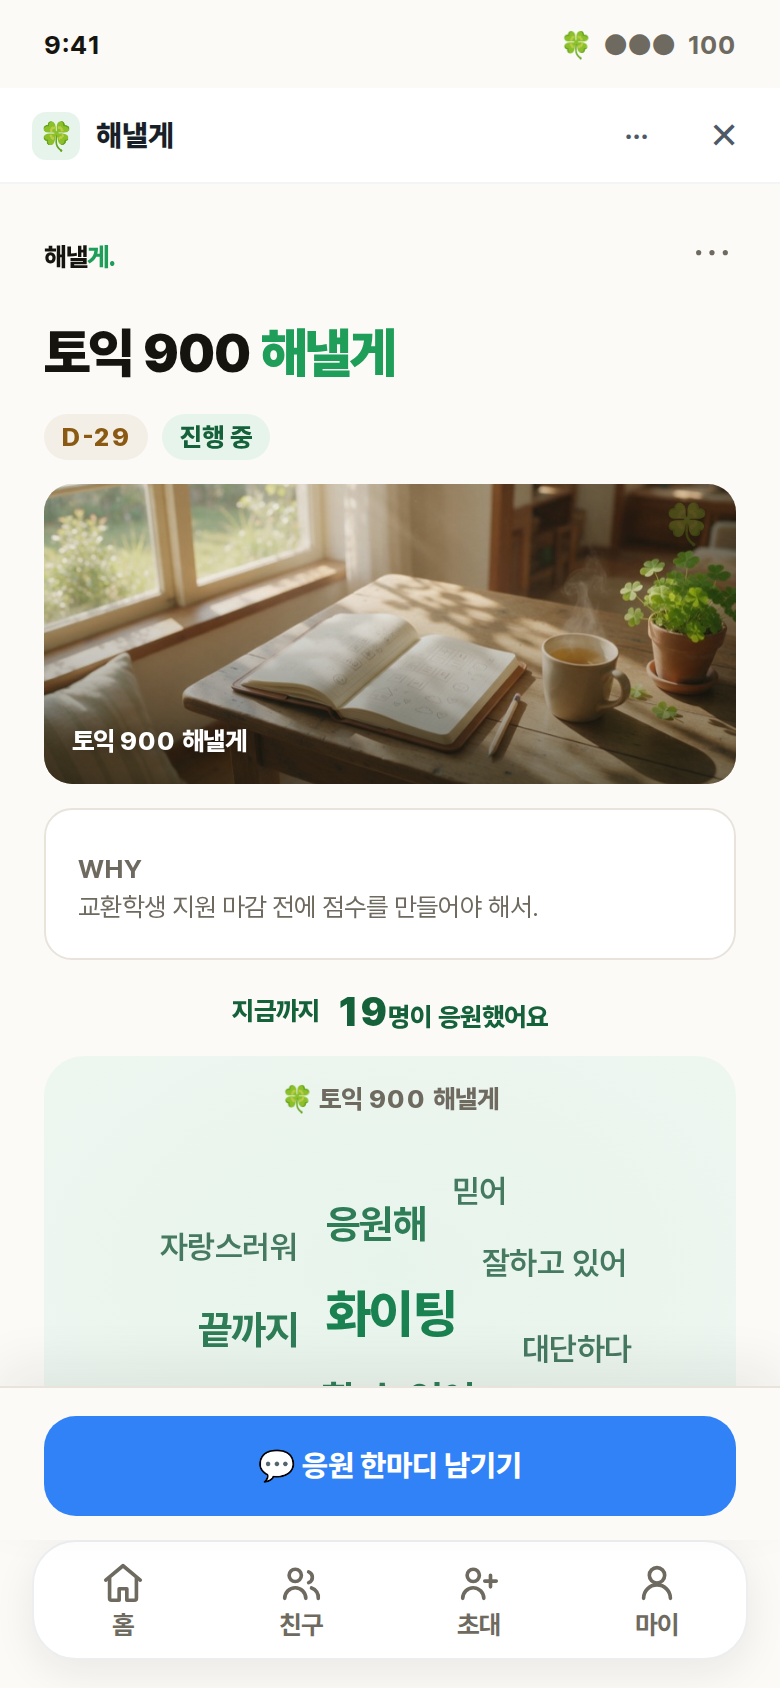 9:41
100
해낼게
해낼게.
토익 900 해낼게
D-29
진행 중
토익 900 해낼게
WHY
교환학생 지원 마감 전에 점수를 만들어야 해서.
지금까지 19명이 응원했어요
토익 900 해낼게
믿어
응원해
자랑스러워
잘하고 있어
화이팅
끝까지
대단하다
응원 한마디 남기기
홈
친구
초대
마이